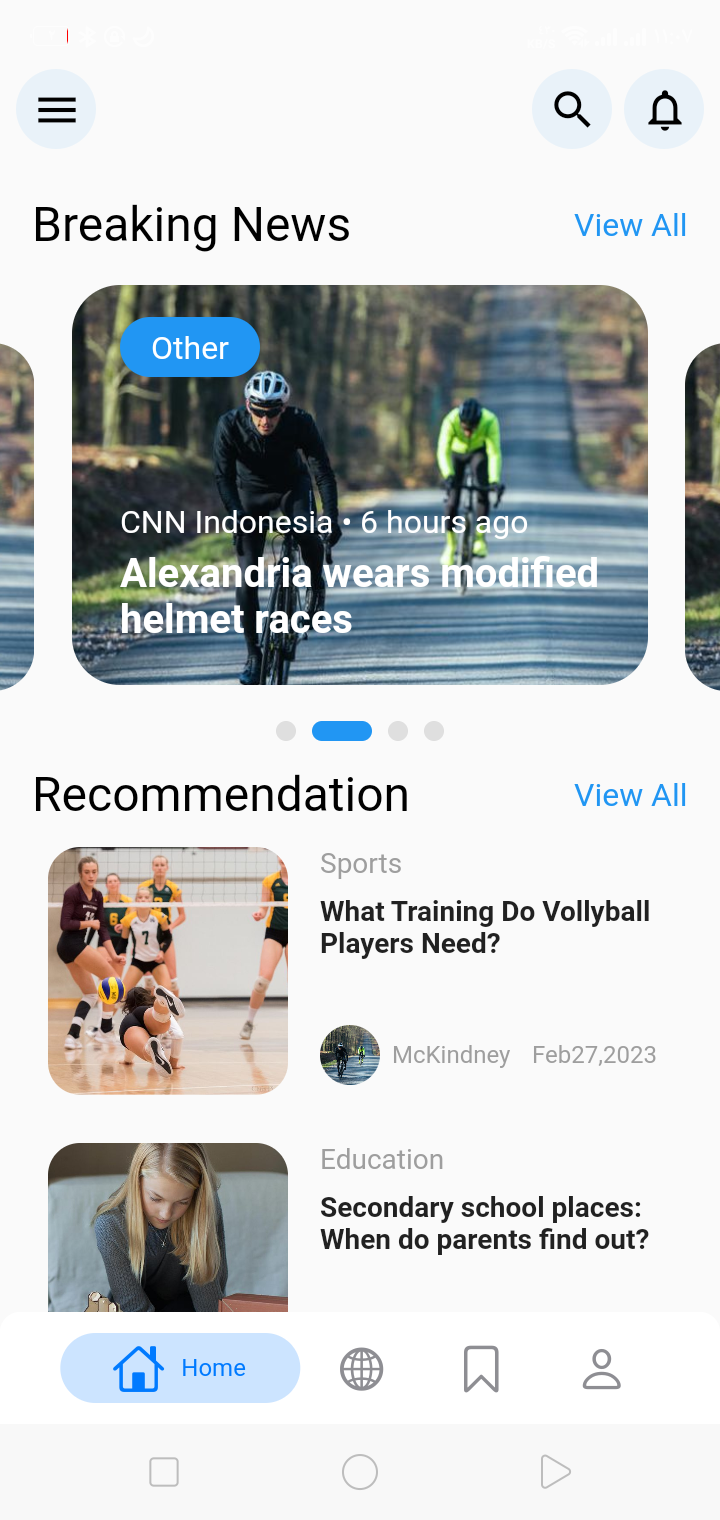 Breaking News
View All
Other
CNN Indonesia • 6 hours ago
Alexandria wears modified
helmet races
Recommendation
View All
Sports
What Training Do Vollyball
Players Need?
McKindney Feb27,2023
Education
Secondary school places:
When do parents find out?
Home